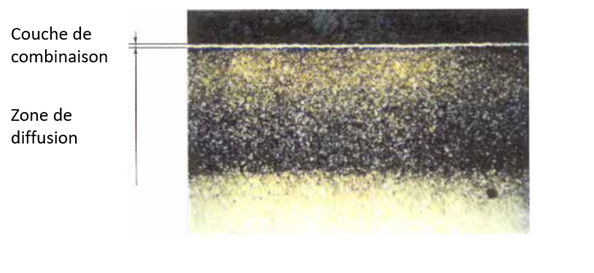 Couche de
combinaison
Zone de
diffusion